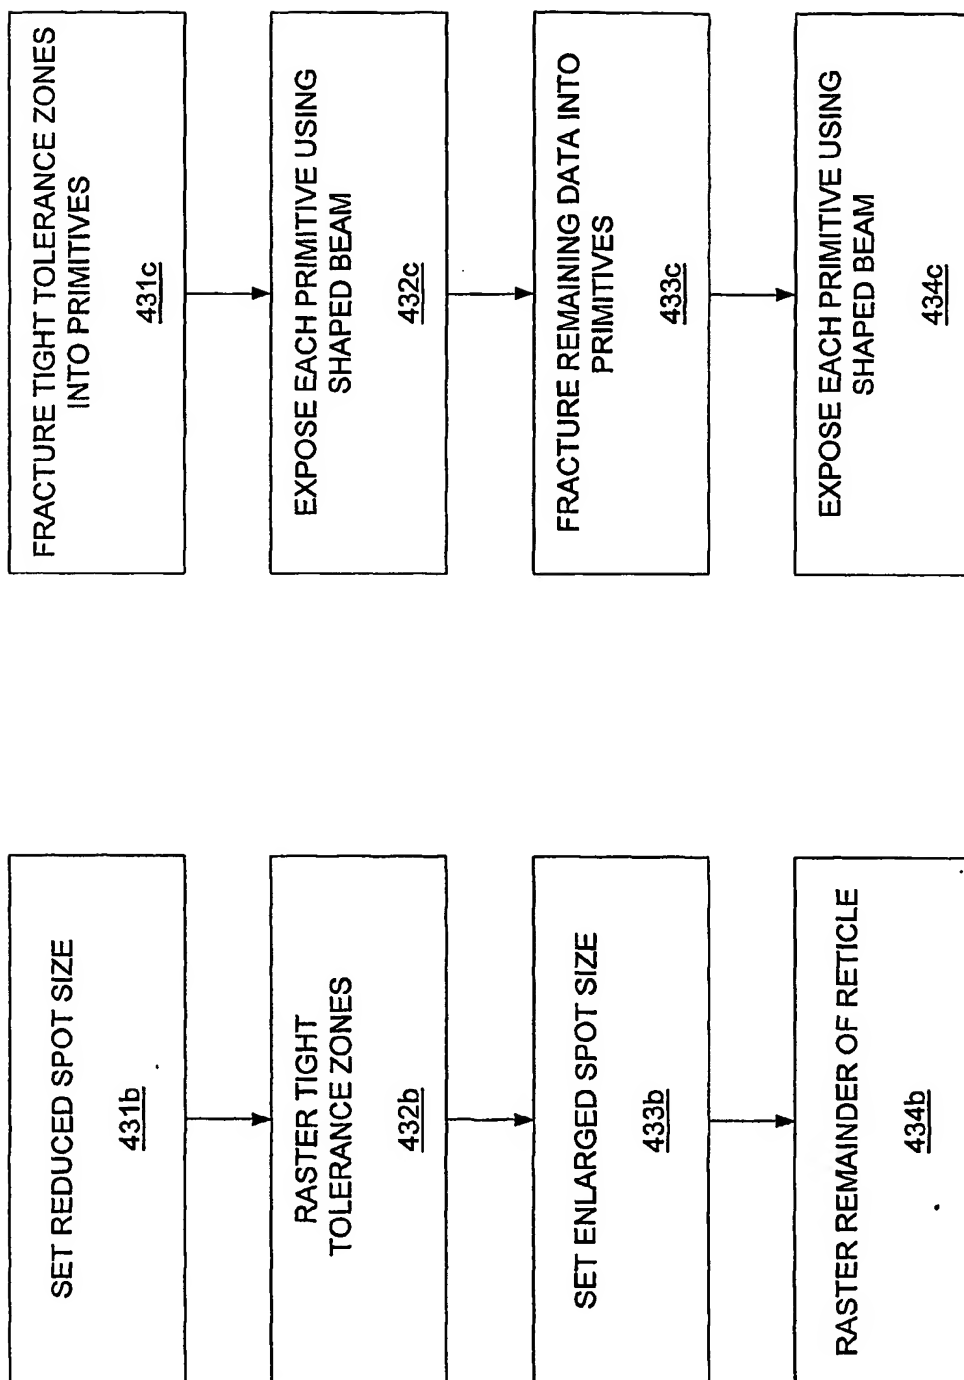 SET REDUCED SPOT SIZE
431b
RASTER TIGHT
TOLERANCE ZONES
432b
SET ENLARGED SPOT SIZE
433b
RASTER REMAINDER OF RETICLE
434b
FRACTURE TIGHT TOLERANCE ZONES
INTO PRIMITIVES
431c
EXPOSE EACH PRIMITIVE USING
SHAPED BEAM
432c
FRACTURE REMAINING DATA INTO
PRIMITIVES
433c
EXPOSE EACH PRIMITIVE USING
SHAPED BEAM
434c